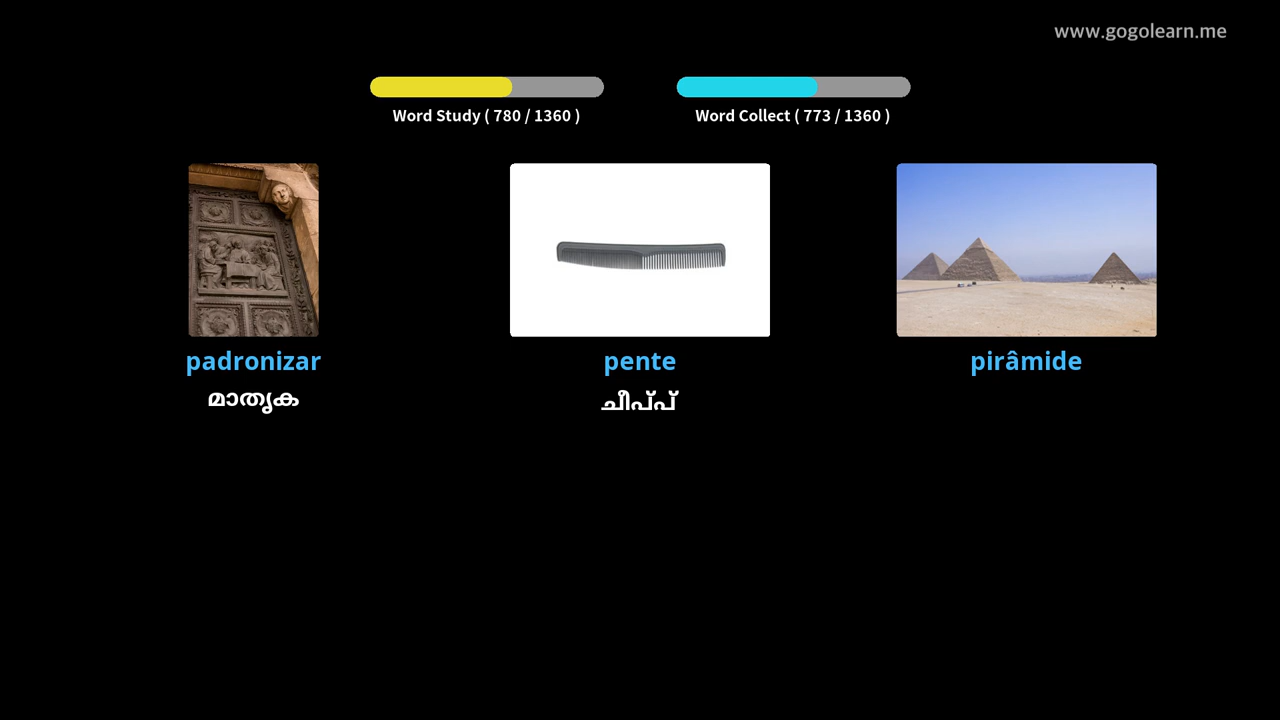 www.gogolearn.me
Word Study ( 780 / 1360 )
Word Collect ( 773 / 1360 )
padronizar
pente
pirâmide
മാതൃക
ചീപ്പ്